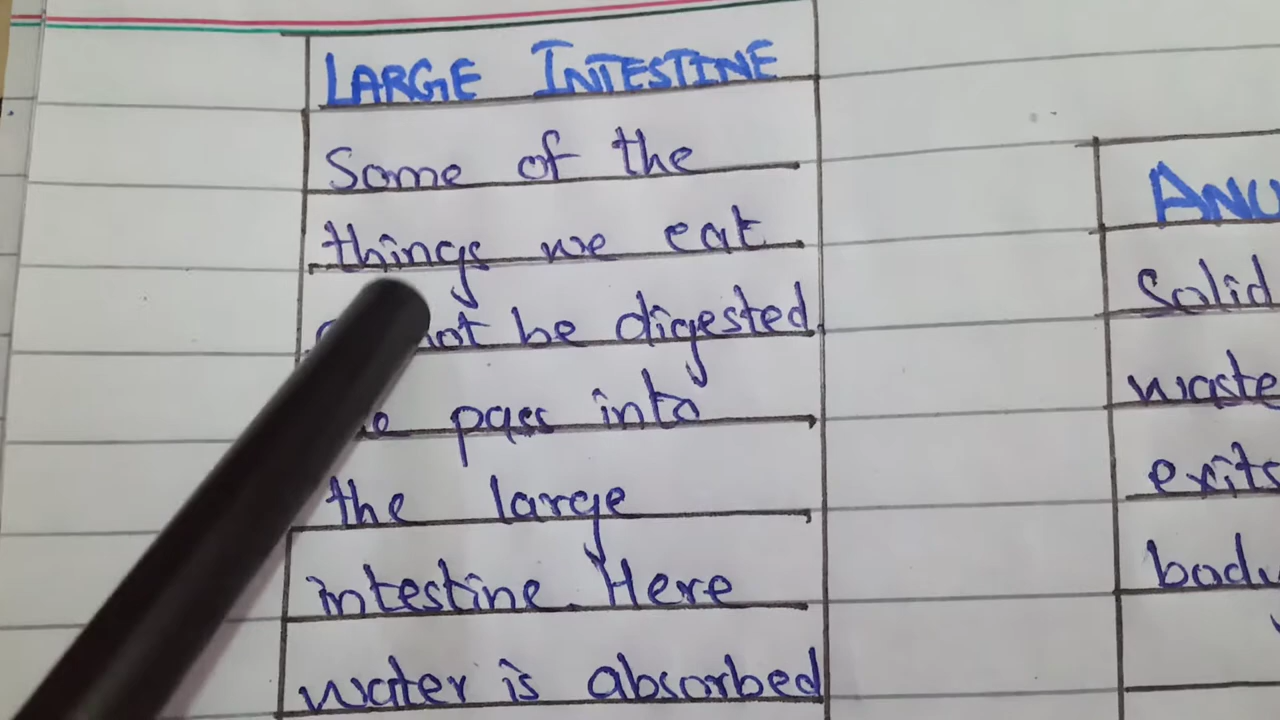 LARGE INTESTINE
Some of the
things we eat
be digested
pass into
the large
intestine. Here
water is absorbed
Solid
waste
exits